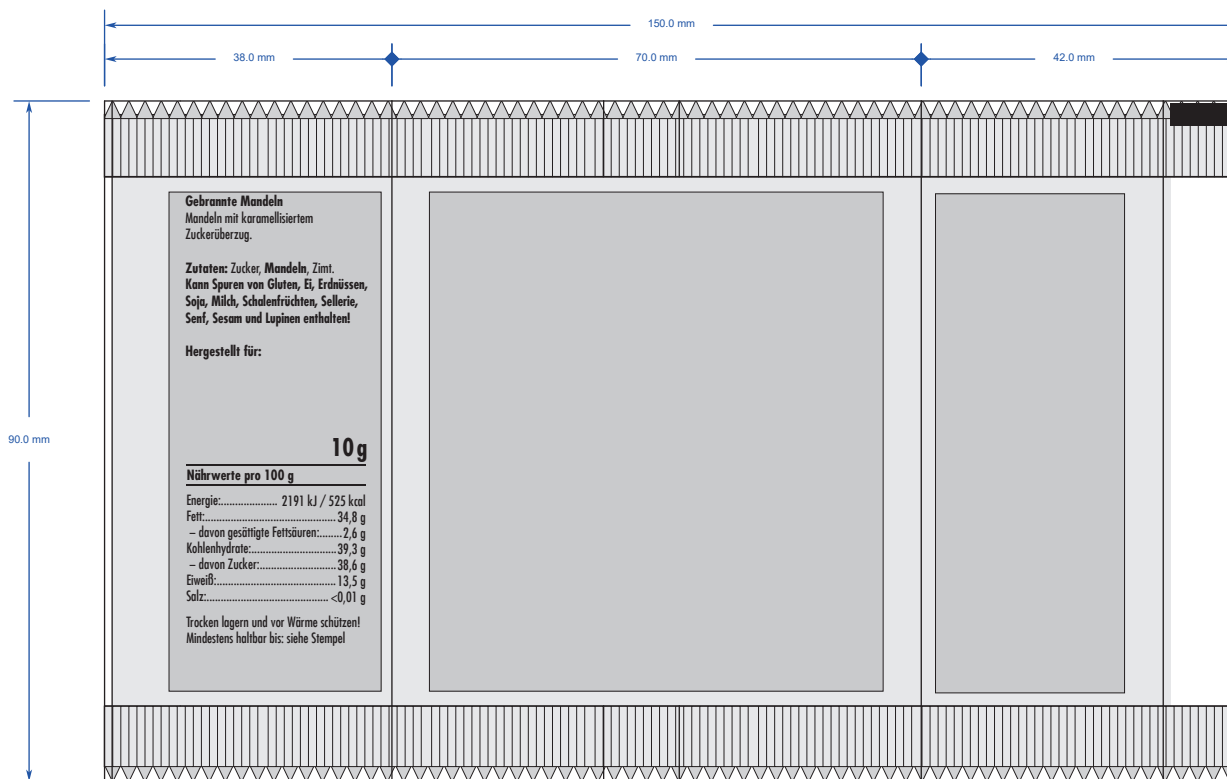 150.0 mm
38.0 mm
70.0 mm
42.0 mm
90.0 mm
Gebrannte Mandeln
Mandeln mit karamellisiertem
Zuckerüberzug.
Zutaten: Zucker, Mandeln, Zimt.
Kann Spuren von Gluten, Ei, Erdnüssen,
Soja, Milch, Schalenfrüchten, Sellerie,
Senf, Sesam und Lupinen enthalten!
Hergestellt für:
10 g
Nährwerte pro 100 g
Energie:.................... 2191 kJ / 525 kcal
Fett:.............................................. 34,8 g
– davon gesättigte Fettsäuren:........ 2,6 g
Kohlenhydrate:.............................. 39,3 g
– davon Zucker:........................... 38,6 g
Eiweiß:.......................................... 13,5 g
Salz:........................................... <0,01 g
Trocken lagern und vor Wärme schützen!
Mindestens haltbar bis: siehe Stempel